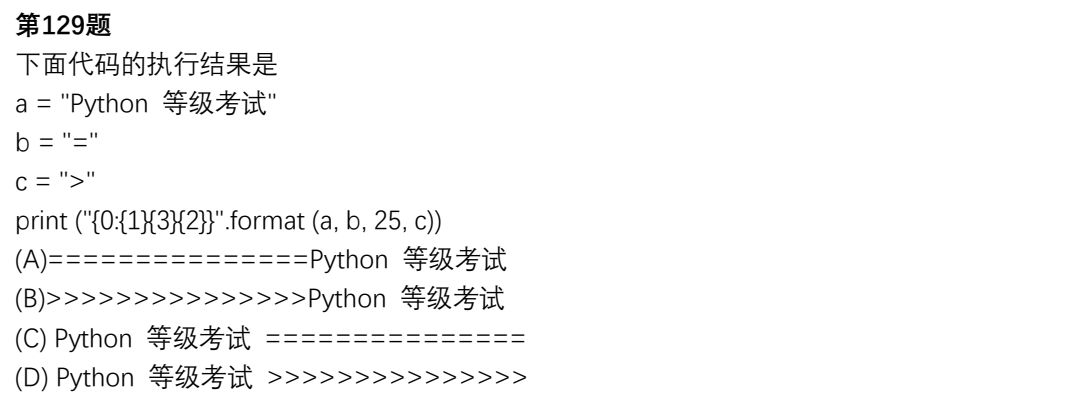 第129题
下面代码的执行结果是
a = "Python 等级考试"
b = "="
c = ">"
print ("{0:{1}{3}{2}}".format (a, b, 25, c))
(A)===============Python 等级考试
(B)>>>>>>>>>>>>>>>Python 等级考试
(C) Python 等级考试 ===============
(D) Python 等级考试 >>>>>>>>>>>>>>>